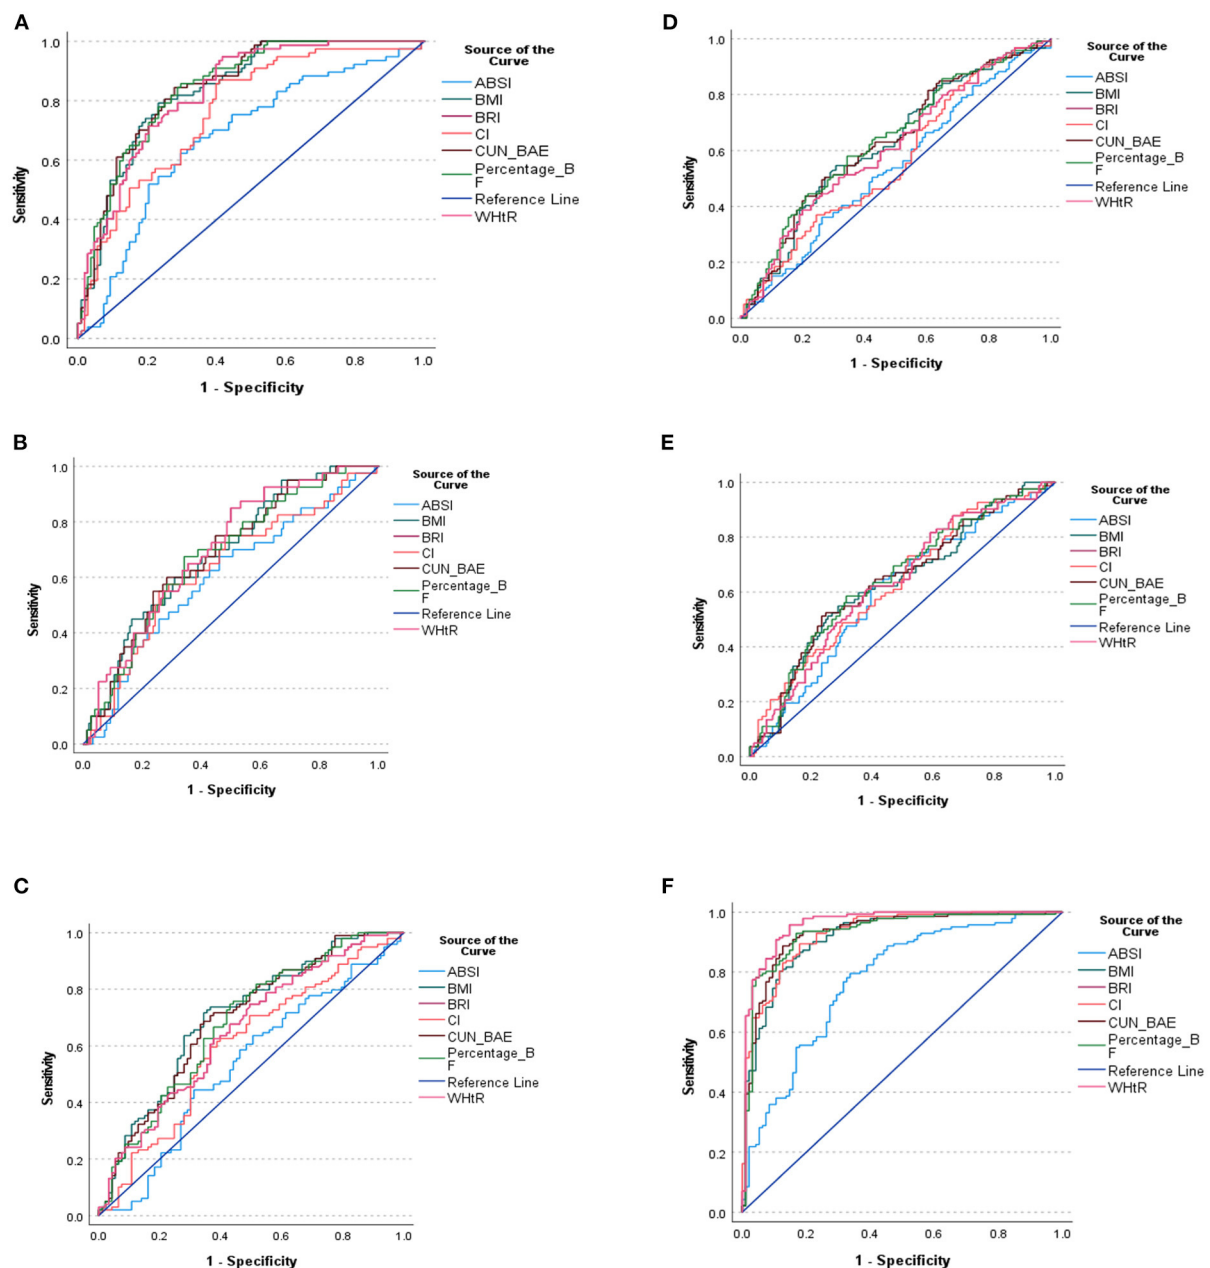 A
Sensitivity
1.0
0.8
0.6
0.4
0.2
0.0
0.0 0.2 0.4 0.6 0.8 1.0
1 - Specificity
Source of the
Curve
ABSI
BMI
BRI
CI
CUN_BAE
Percentage_B
F
Reference Line
WHtR
B
Sensitivity
1.0
0.8
0.6
0.4
0.2
0.0
0.0 0.2 0.4 0.6 0.8 1.0
1 - Specificity
Source of the
Curve
ABSI
BMI
BRI
CI
CUN_BAE
Percentage_B
F
Reference Line
WHtR
C
Sensitivity
1.0
0.8
0.6
0.4
0.2
0.0
0.0 0.2 0.4 0.6 0.8 1.0
1 - Specificity
Source of the
Curve
ABSI
BMI
BRI
CI
CUN_BAE
Percentage_B
F
Reference Line
WHtR
D
Sensitivity
1.0
0.8
0.6
0.4
0.2
0.0
0.0 0.2 0.4 0.6 0.8 1.0
1 - Specificity
Source of the
Curve
ABSI
BMI
BRI
CI
CUN_BAE
Percentage_B
F
Reference Line
WHtR
E
Sensitivity
1.0
0.8
0.6
0.4
0.2
0.0
0.0 0.2 0.4 0.6 0.8 1.0
1 - Specificity
Source of the
Curve
ABSI
BMI
BRI
CI
CUN_BAE
Percentage_B
F
Reference Line
WHtR
F
Sensitivity
1.0
0.8
0.6
0.4
0.2
0.0
0.0 0.2 0.4 0.6 0.8 1.0
1 - Specificity
Source of the
Curve
ABSI
BMI
BRI
CI
CUN_BAE
Percentage_B
F
Reference Line
WHtR